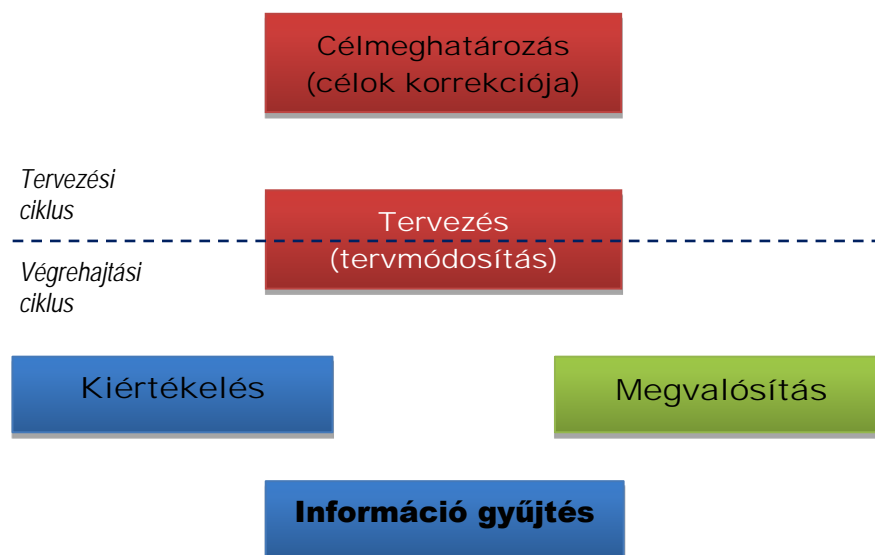 Célmeghatározás
(célok korrekciója)
Tervezési
ciklus
Tervezés
(tervmódosítás)
Végrehajtási
ciklus
Kiértékelés
Megvalósítás
Információ gyűjtés